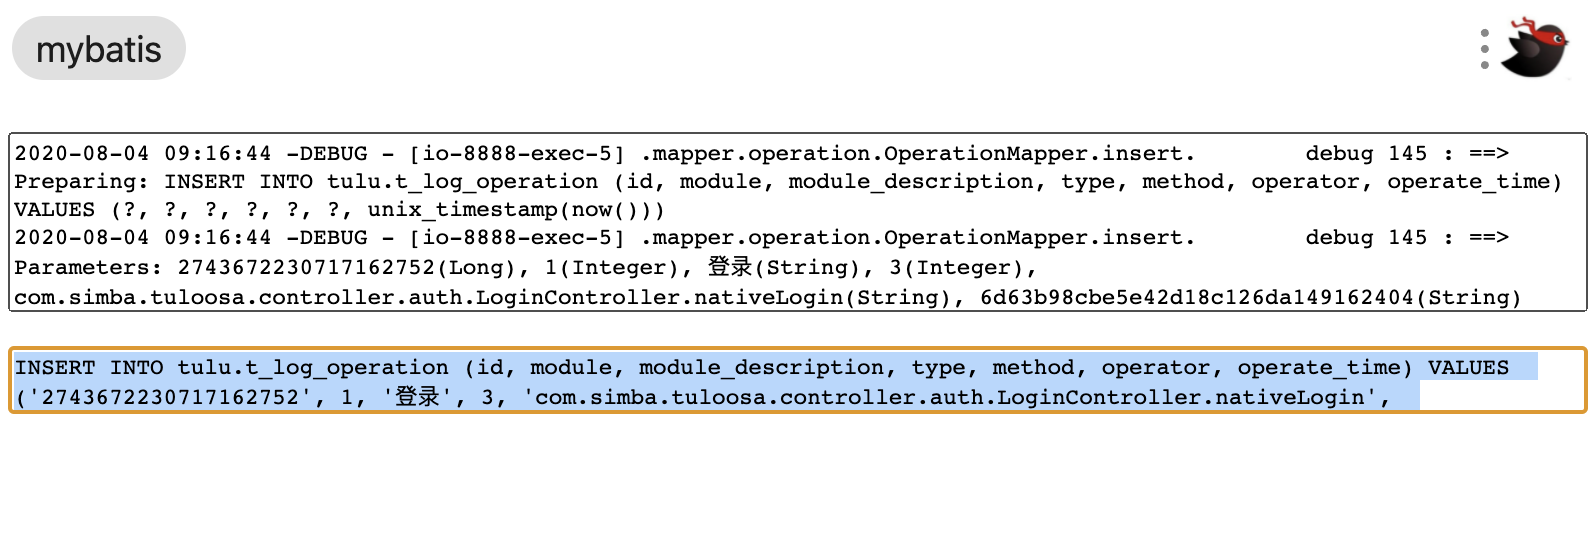 mybatis
2020-08-04 09:16:44 -DEBUG - [io-8888-exec-5] .mapper.operation.OperationMapper.insert.        debug 145 : ==>
Preparing: INSERT INTO tulu.t_log_operation (id, module, module_description, type, method, operator, operate_time)
VALUES (?, ?, ?, ?, ?, ?, unix_timestamp(now()))
2020-08-04 09:16:44 -DEBUG - [io-8888-exec-5] .mapper.operation.OperationMapper.insert.        debug 145 : ==>
Parameters: 2743672230717162752(Long), 1(Integer), 登录(String), 3(Integer),
com.simba.tuloosa.controller.auth.LoginController.nativeLogin(String), 6d63b98cbe5e42d18c126da149162404(String)
INSERT INTO tulu.t_log_operation (id, module, module_description, type, method, operator, operate_time) VALUES
('2743672230717162752', 1, '登录', 3, 'com.simba.tuloosa.controller.auth.LoginController.nativeLogin',